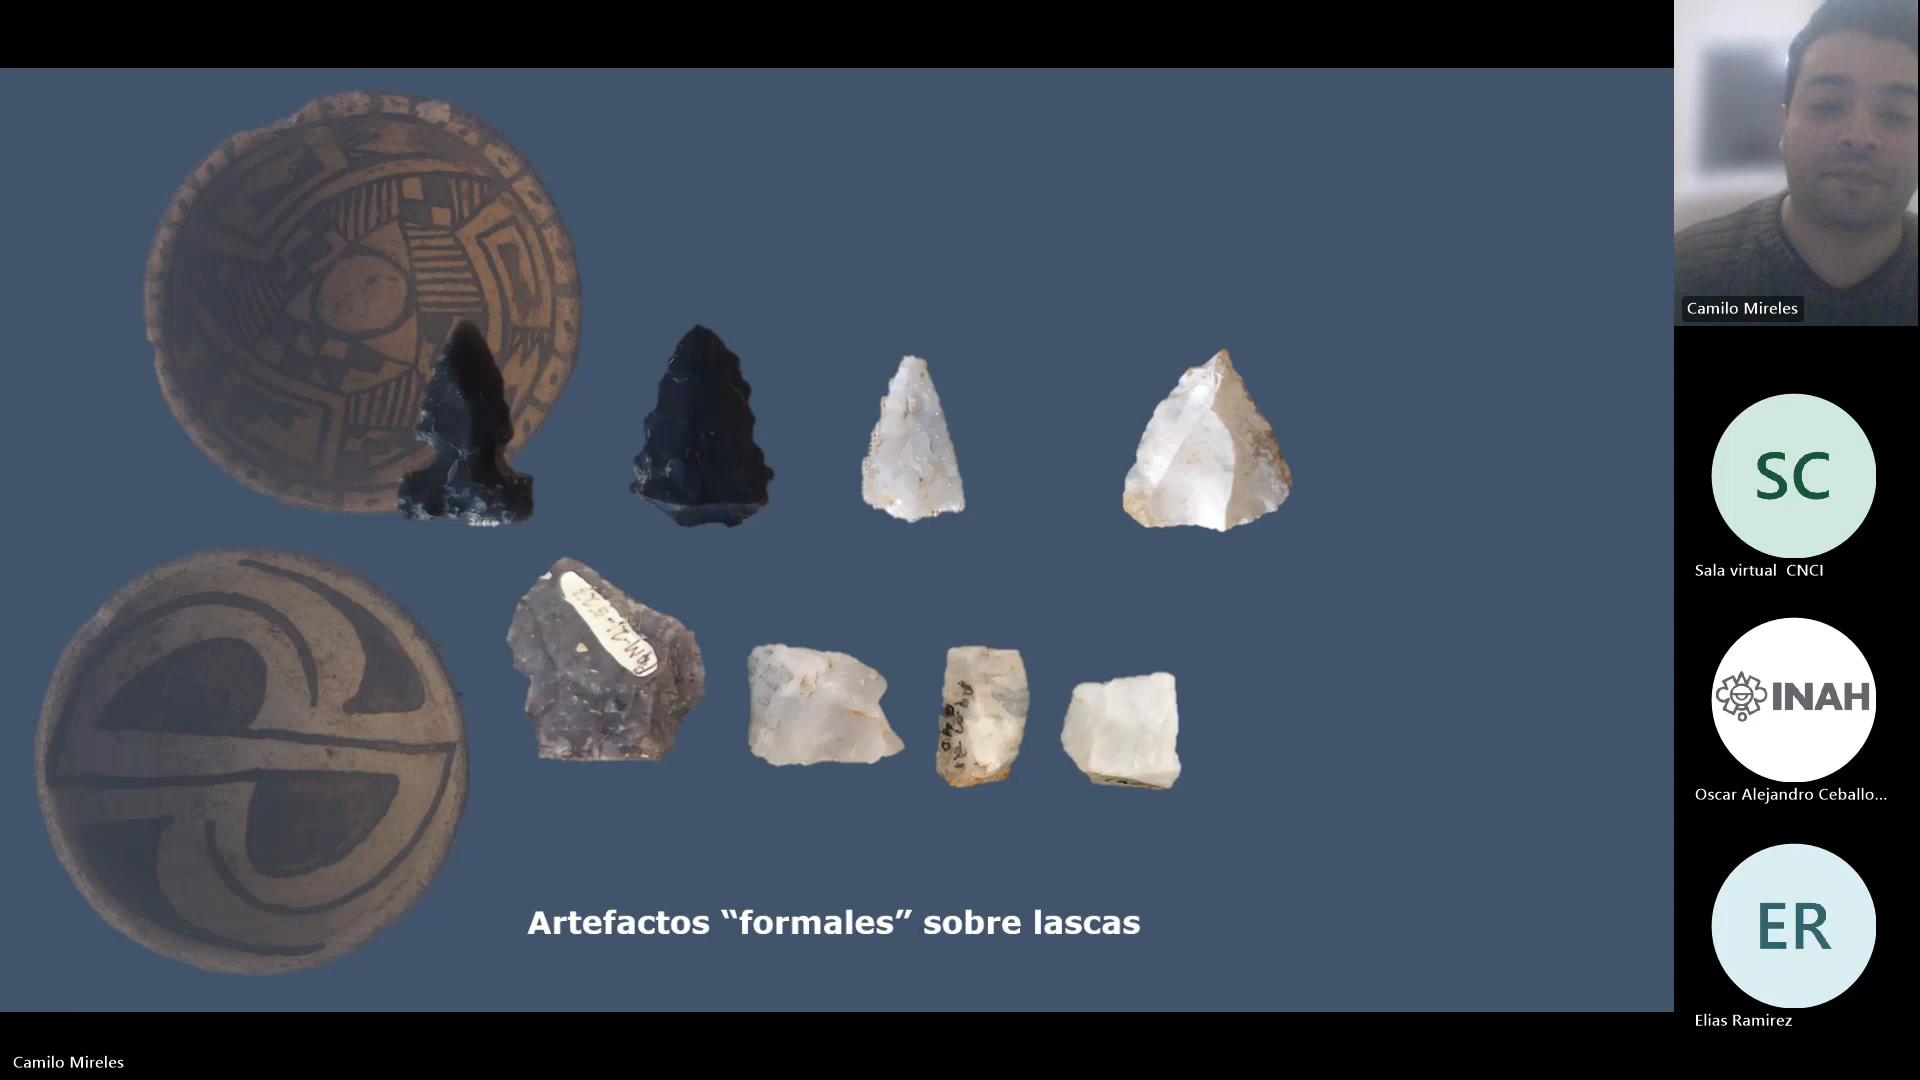 Artefactos “formales” sobre lascas
Camilo Mireles
SC
Sala virtual CNCI
INAH
Oscar Alejandro Ceballo...
ER
Elias Ramirez
Camilo Mireles